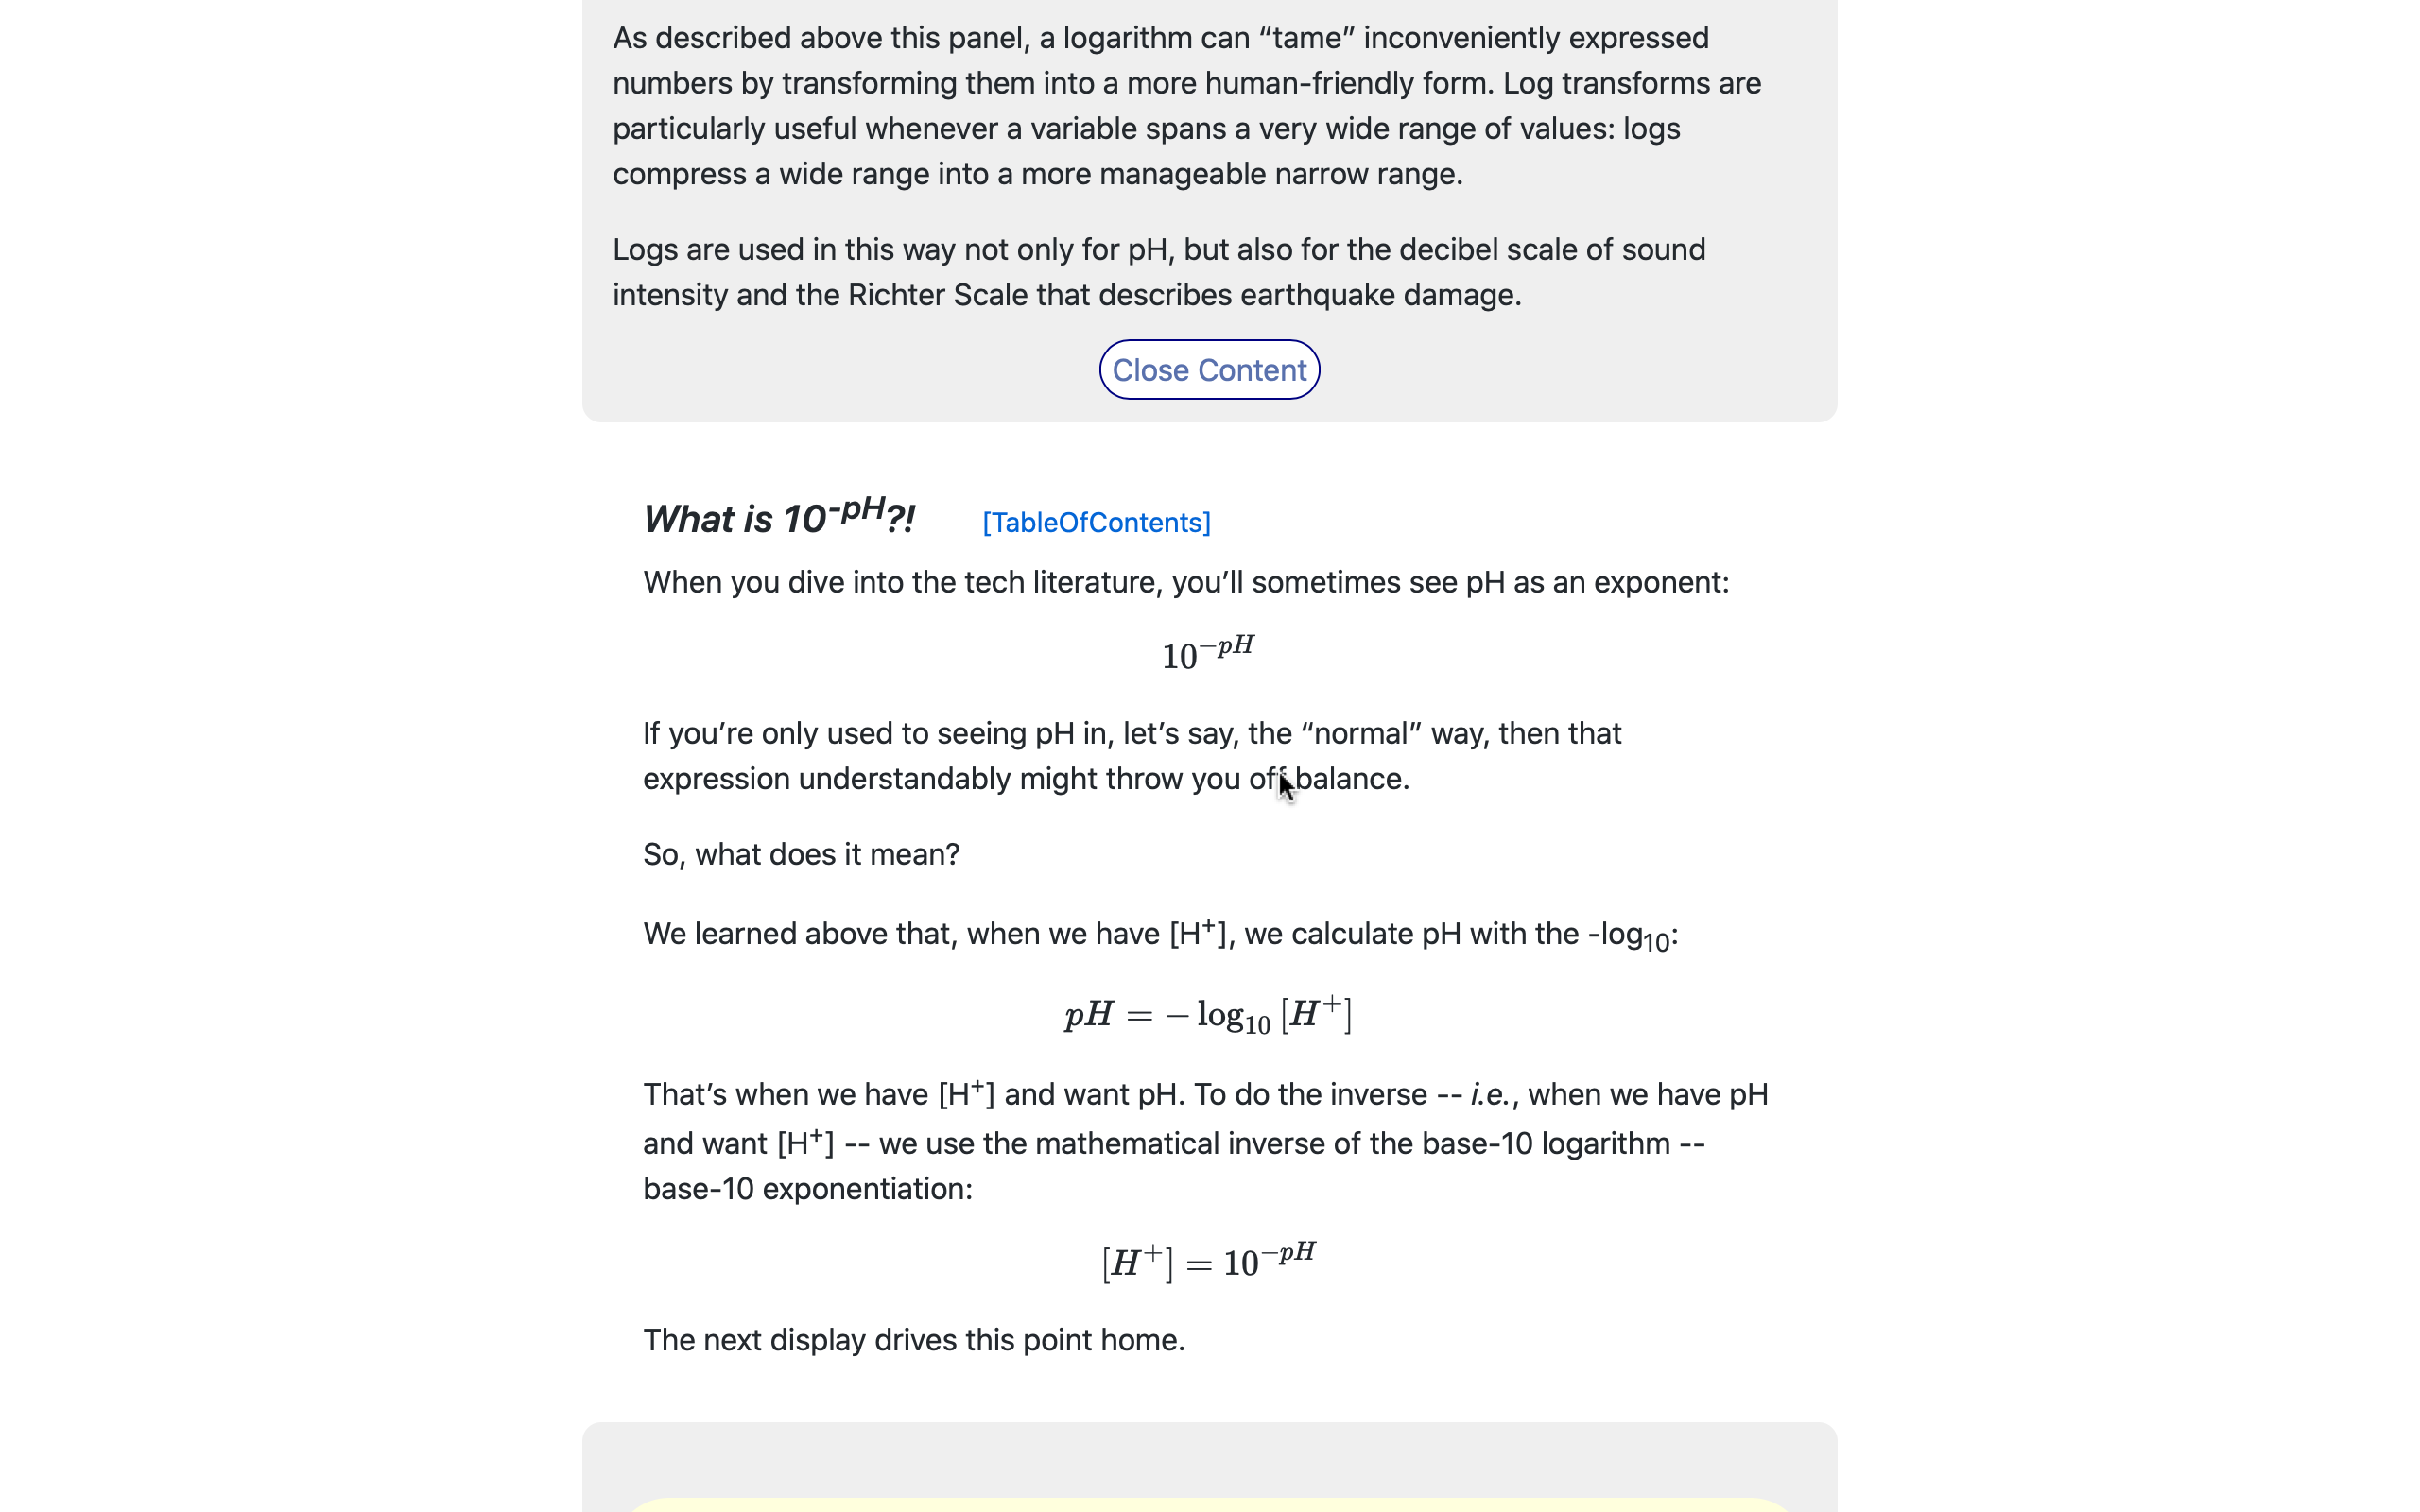 As described above this panel, a logarithm can “tame” inconveniently expressed
numbers by transforming them into a more human-friendly form. Log transforms are
particularly useful whenever a variable spans a very wide range of values: logs
compress a wide range into a more manageable narrow range.
Logs are used in this way not only for pH, but also for the decibel scale of sound
intensity and the Richter Scale that describes earthquake damage.
Close Content
What is 10⁻ᵖᴴ?! [TableOfContents]
When you dive into the tech literature, you’ll sometimes see pH as an exponent:
10⁻ᵖᴴ
If you’re only used to seeing pH in, let’s say, the “normal” way, then that
expression understandably might throw you off balance.
So, what does it mean?
We learned above that, when we have [H⁺], we calculate pH with the -log₁₀:
pH = − log₁₀ [H⁺]
That’s when we have [H⁺] and want pH. To do the inverse -- i.e., when we have pH
and want [H⁺] -- we use the mathematical inverse of the base-10 logarithm --
base-10 exponentiation:
[H⁺] = 10⁻ᵖᴴ
The next display drives this point home.